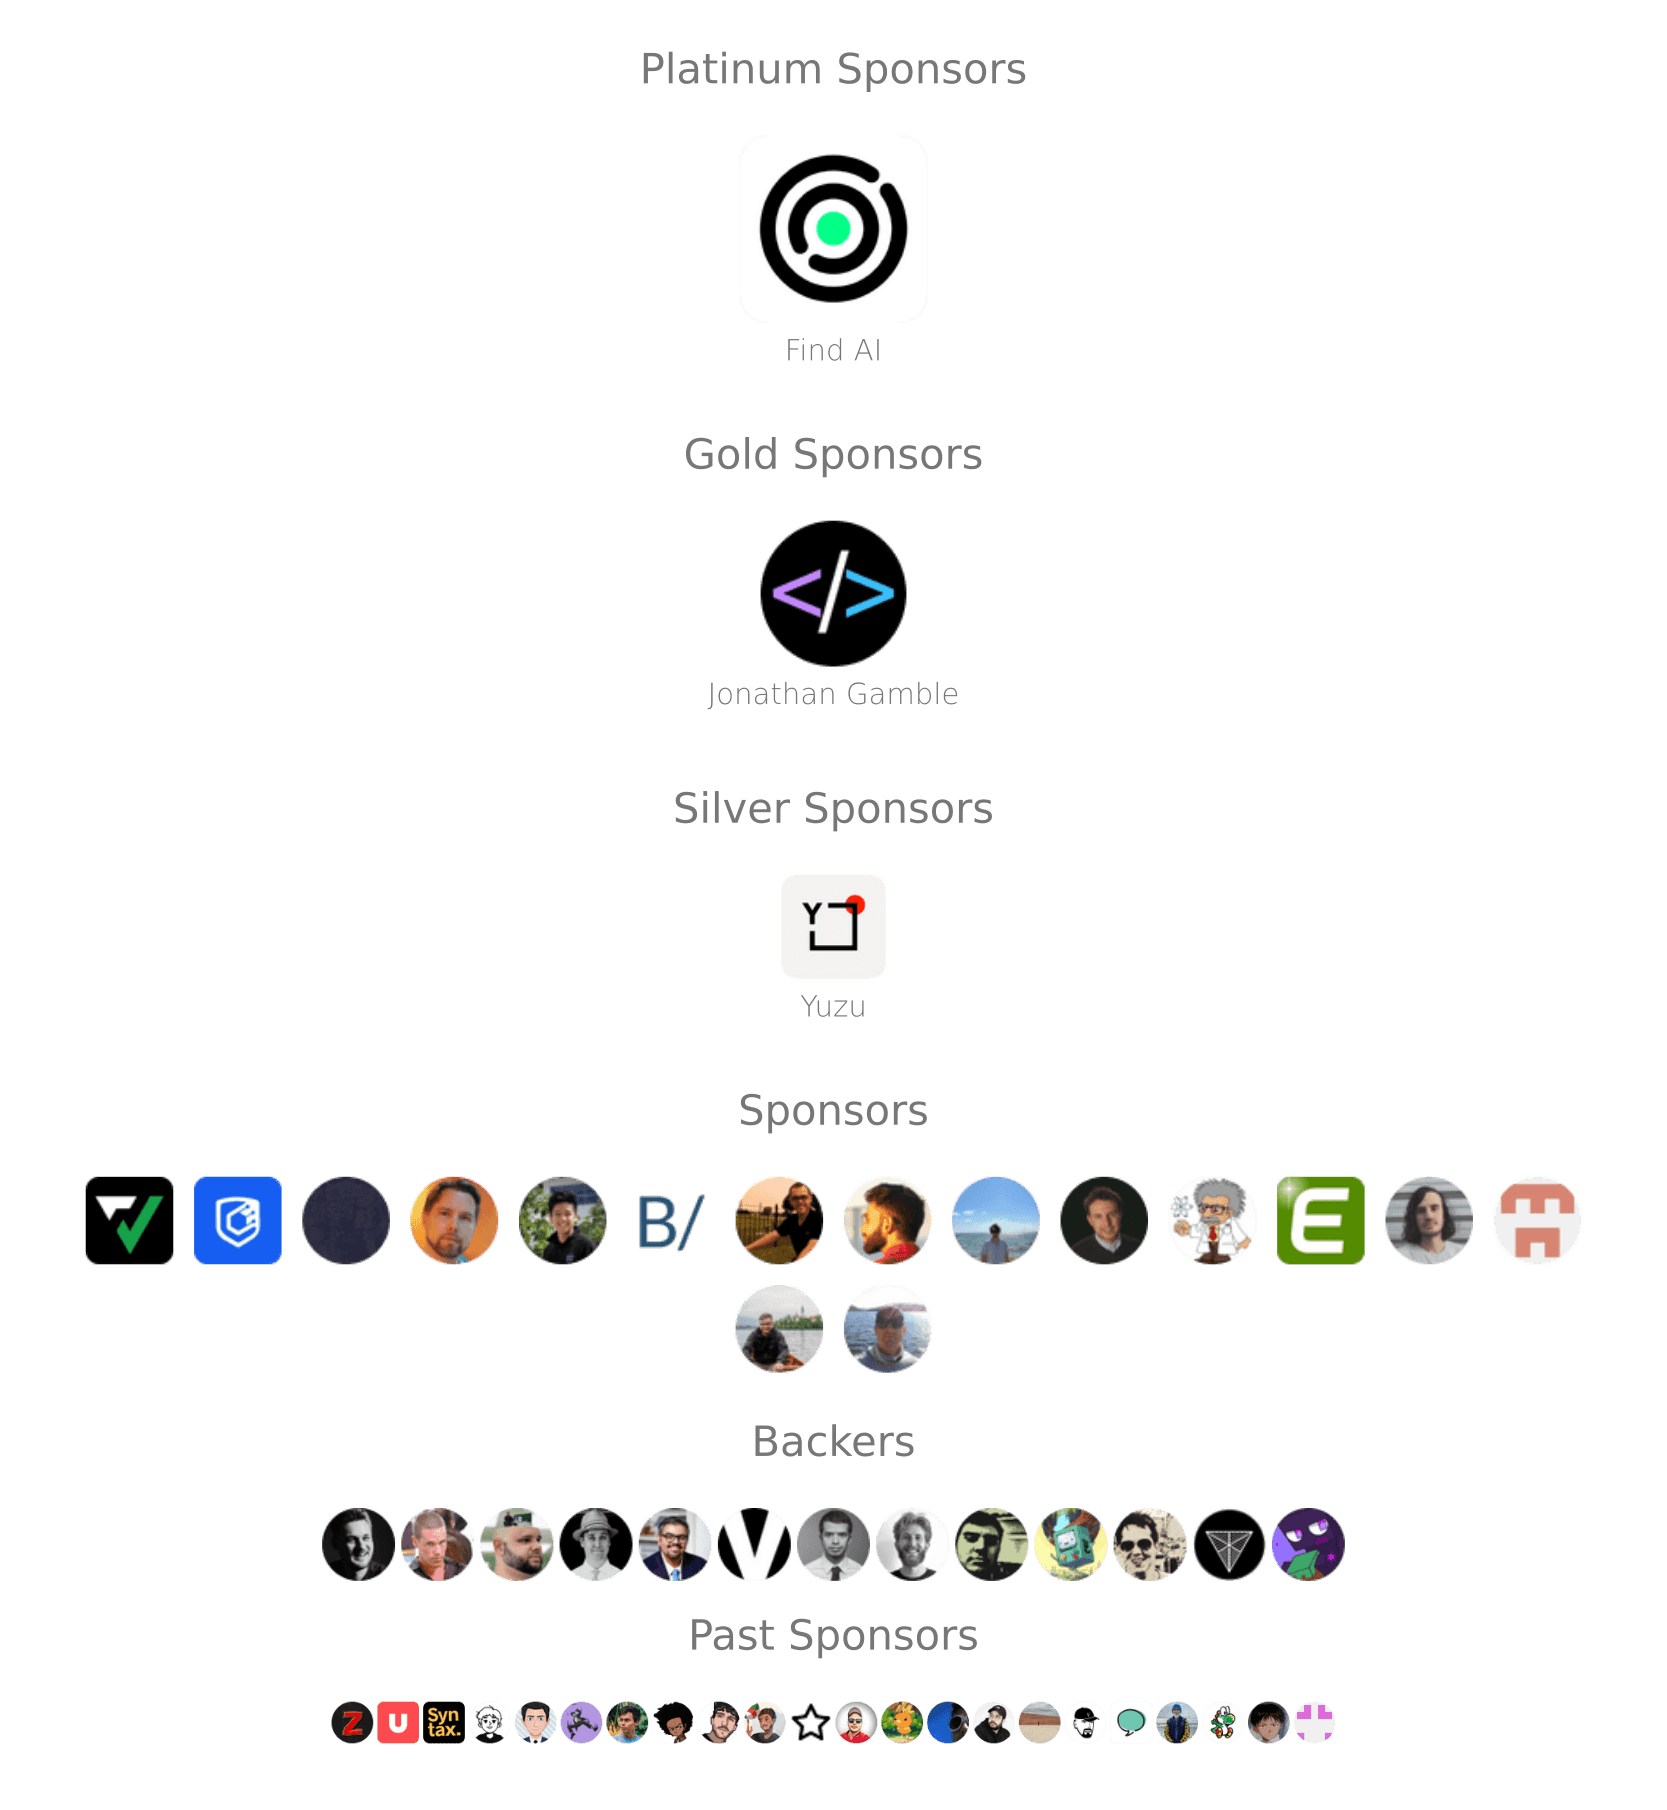 Platinum Sponsors
Find AI
Gold Sponsors
</>
Jonathan Gamble
Silver Sponsors
Y
Yuzu
Sponsors
B/
E
Backers
V
Past Sponsors
Z
U
Syn
tax.